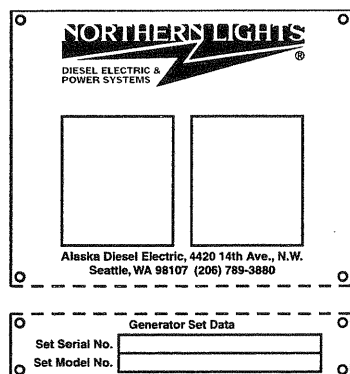 NORTHERN LIGHTS
®
DIESEL ELECTRIC &
POWER SYSTEMS
Alaska Diesel Electric, 4420 14th Ave., N.W.
Seattle, WA 98107 (206) 789-3880
Generator Set Data
Set Serial No.
Set Model No.